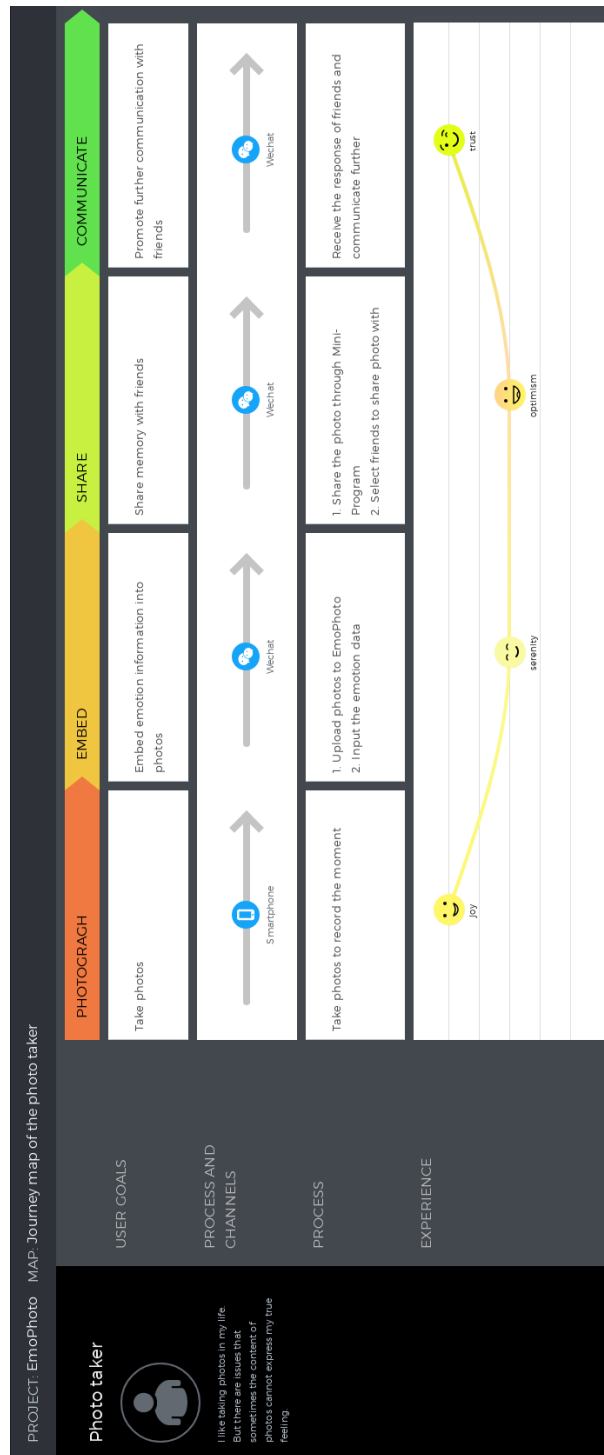 PROJECT: EmoPhoto MAP: Journey map of the photo taker
Photo taker
I like taking photos in my life.
But there are issues that
sometimes the content of
photos cannot express my true
feeling.
PHOTOGRAGH
EMBED
SHARE
COMMUNICATE
USER GOALS
Take photos
Embed emotion information into
photos
Share memory with friends
Promote further communication with
friends
PROCESS AND
CHANNELS
Smartphone
Wechat
Wechat
Wechat
PROCESS
Take photos to record the moment
1. Upload photos to EmoPhoto
2. Input the emotion data
1. Share the photo through Mini-
Program
2. Select friends to share photo with
Receive the response of friends and
communicate further
EXPERIENCE
joy
serenity
optimism
trust